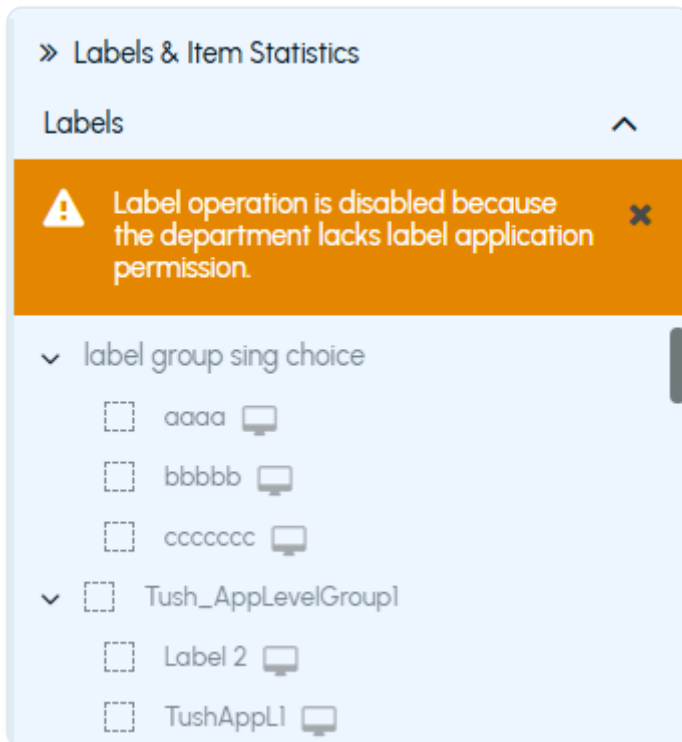 Labels & Item Statistics
Labels
Label operation is disabled because
the department lacks label application
permission.
label group sing choice
aaaa
bbbbb
ccccccc
Tush_AppLevelGroup1
Label 2
TushAppL1